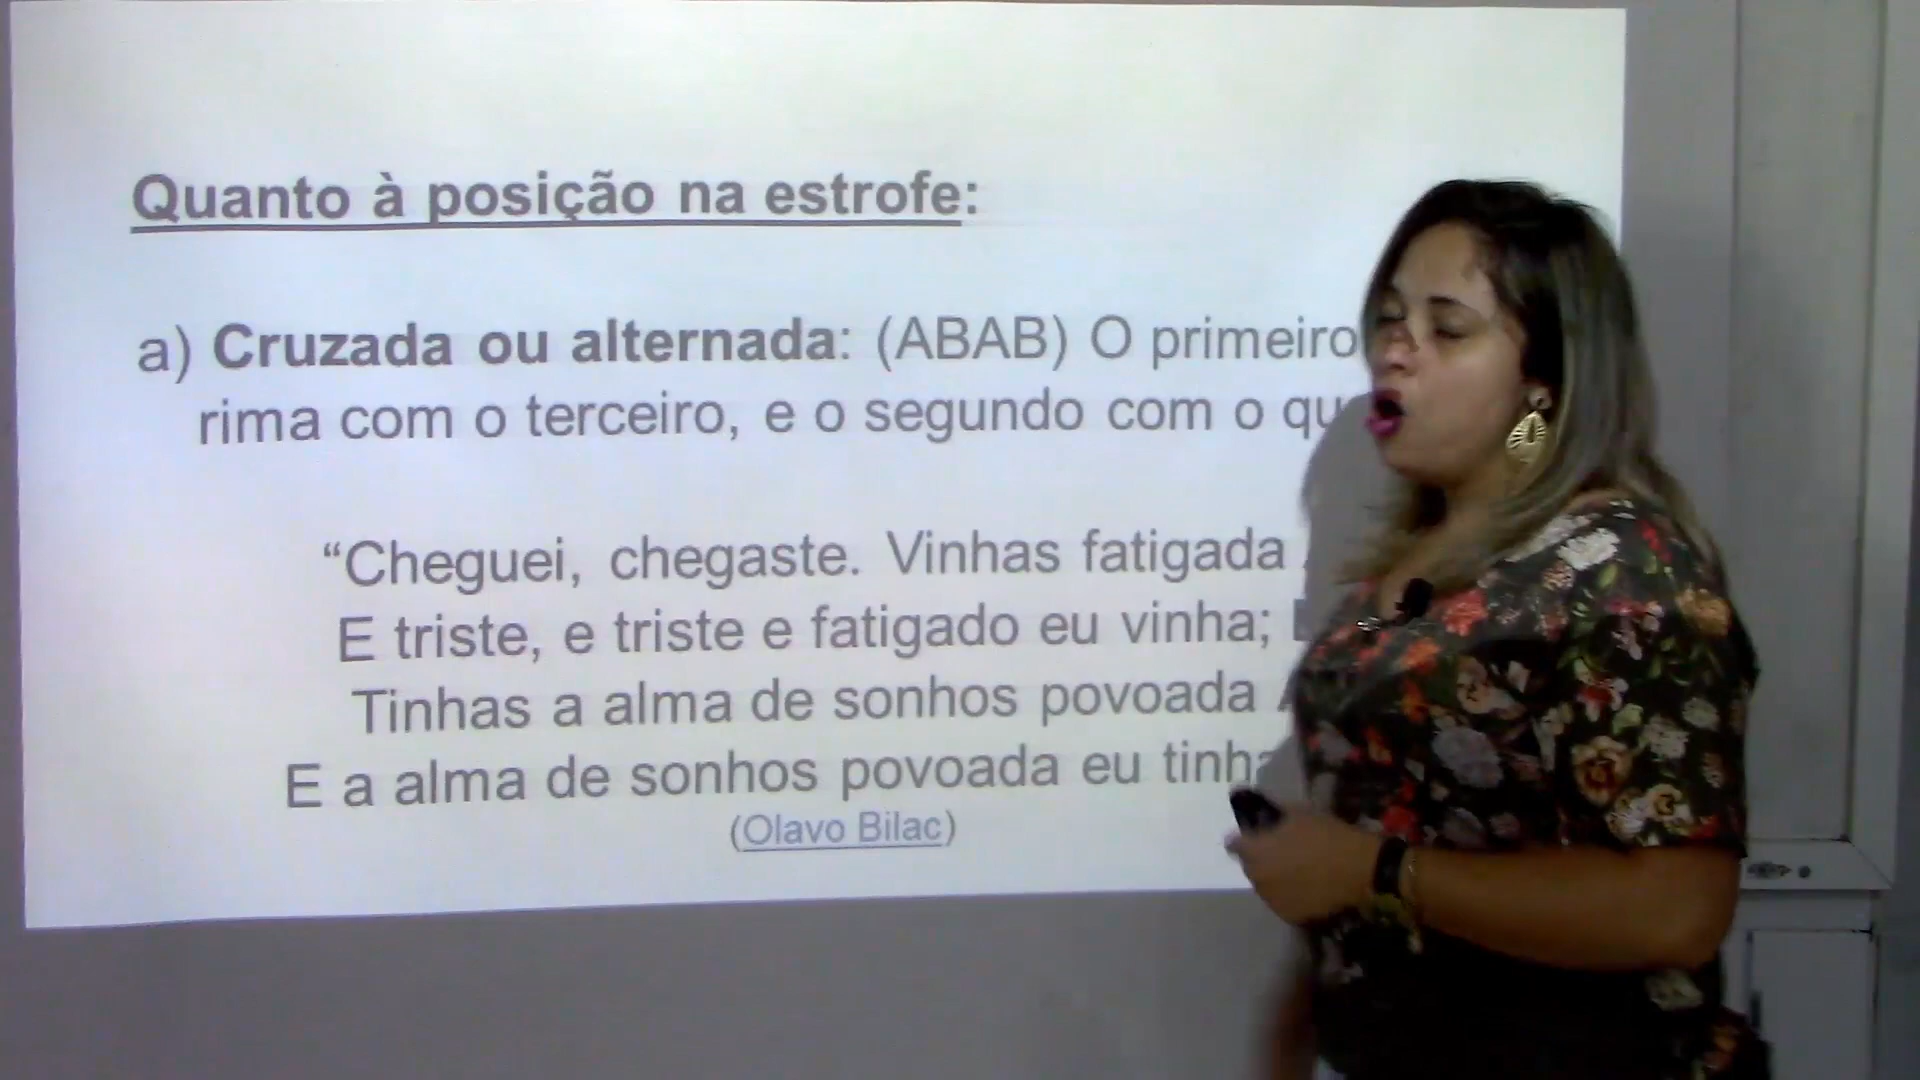 Quanto à posição na estrofe:
a) Cruzada ou alternada: (ABAB) O primeiro
rima com o terceiro, e o segundo com o
“Cheguei, chegaste. Vinhas fatigada
E triste, e triste e fatigado eu vinha;
Tinhas a alma de sonhos povoada
E a alma de sonhos povoada eu
(Olavo Bilac)